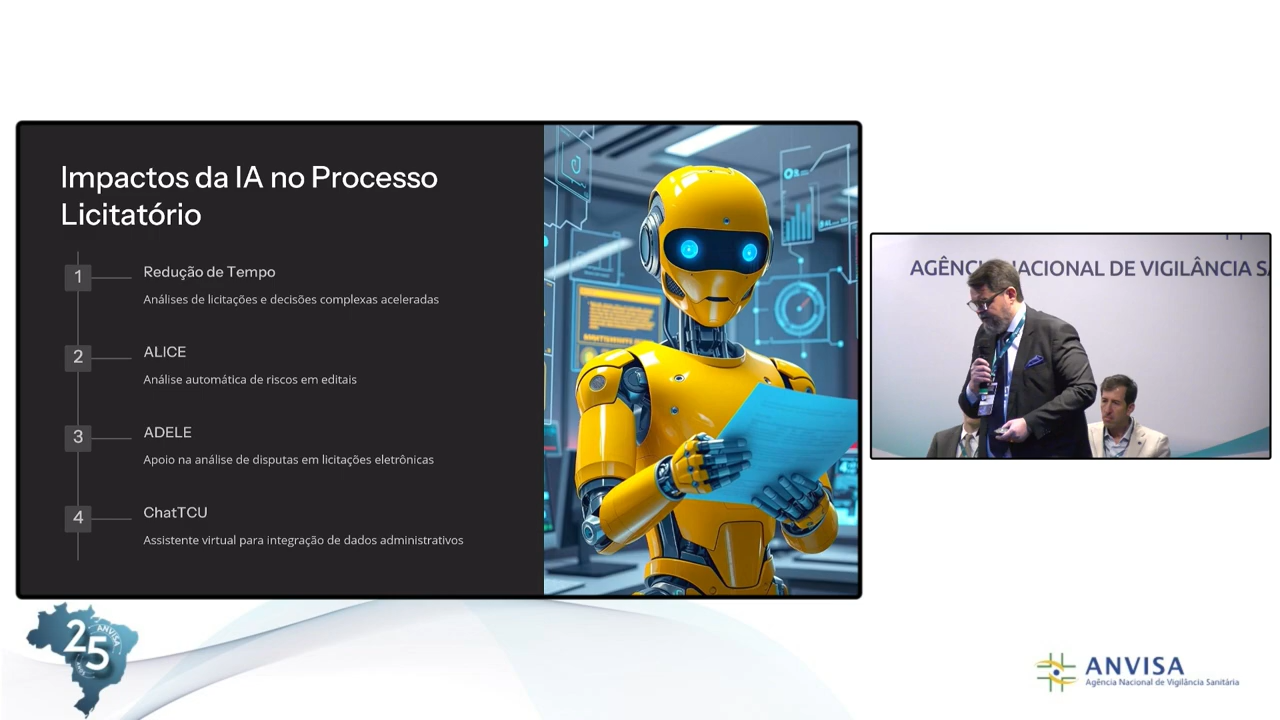 Impactos da IA no Processo
Licitatório
1
Redução de Tempo
Análises de licitações e decisões complexas aceleradas
2
ALICE
Análise automática de riscos em editais
3
ADELE
Apoio na análise de disputas em licitações eletrônicas
4
ChatTCU
Assistente virtual para integração de dados administrativos
AGÊNC NACIONAL DE VIGILÂNCIA SA
25
ANVISA
ANVISA
Agência Nacional de Vigilância Sanitária